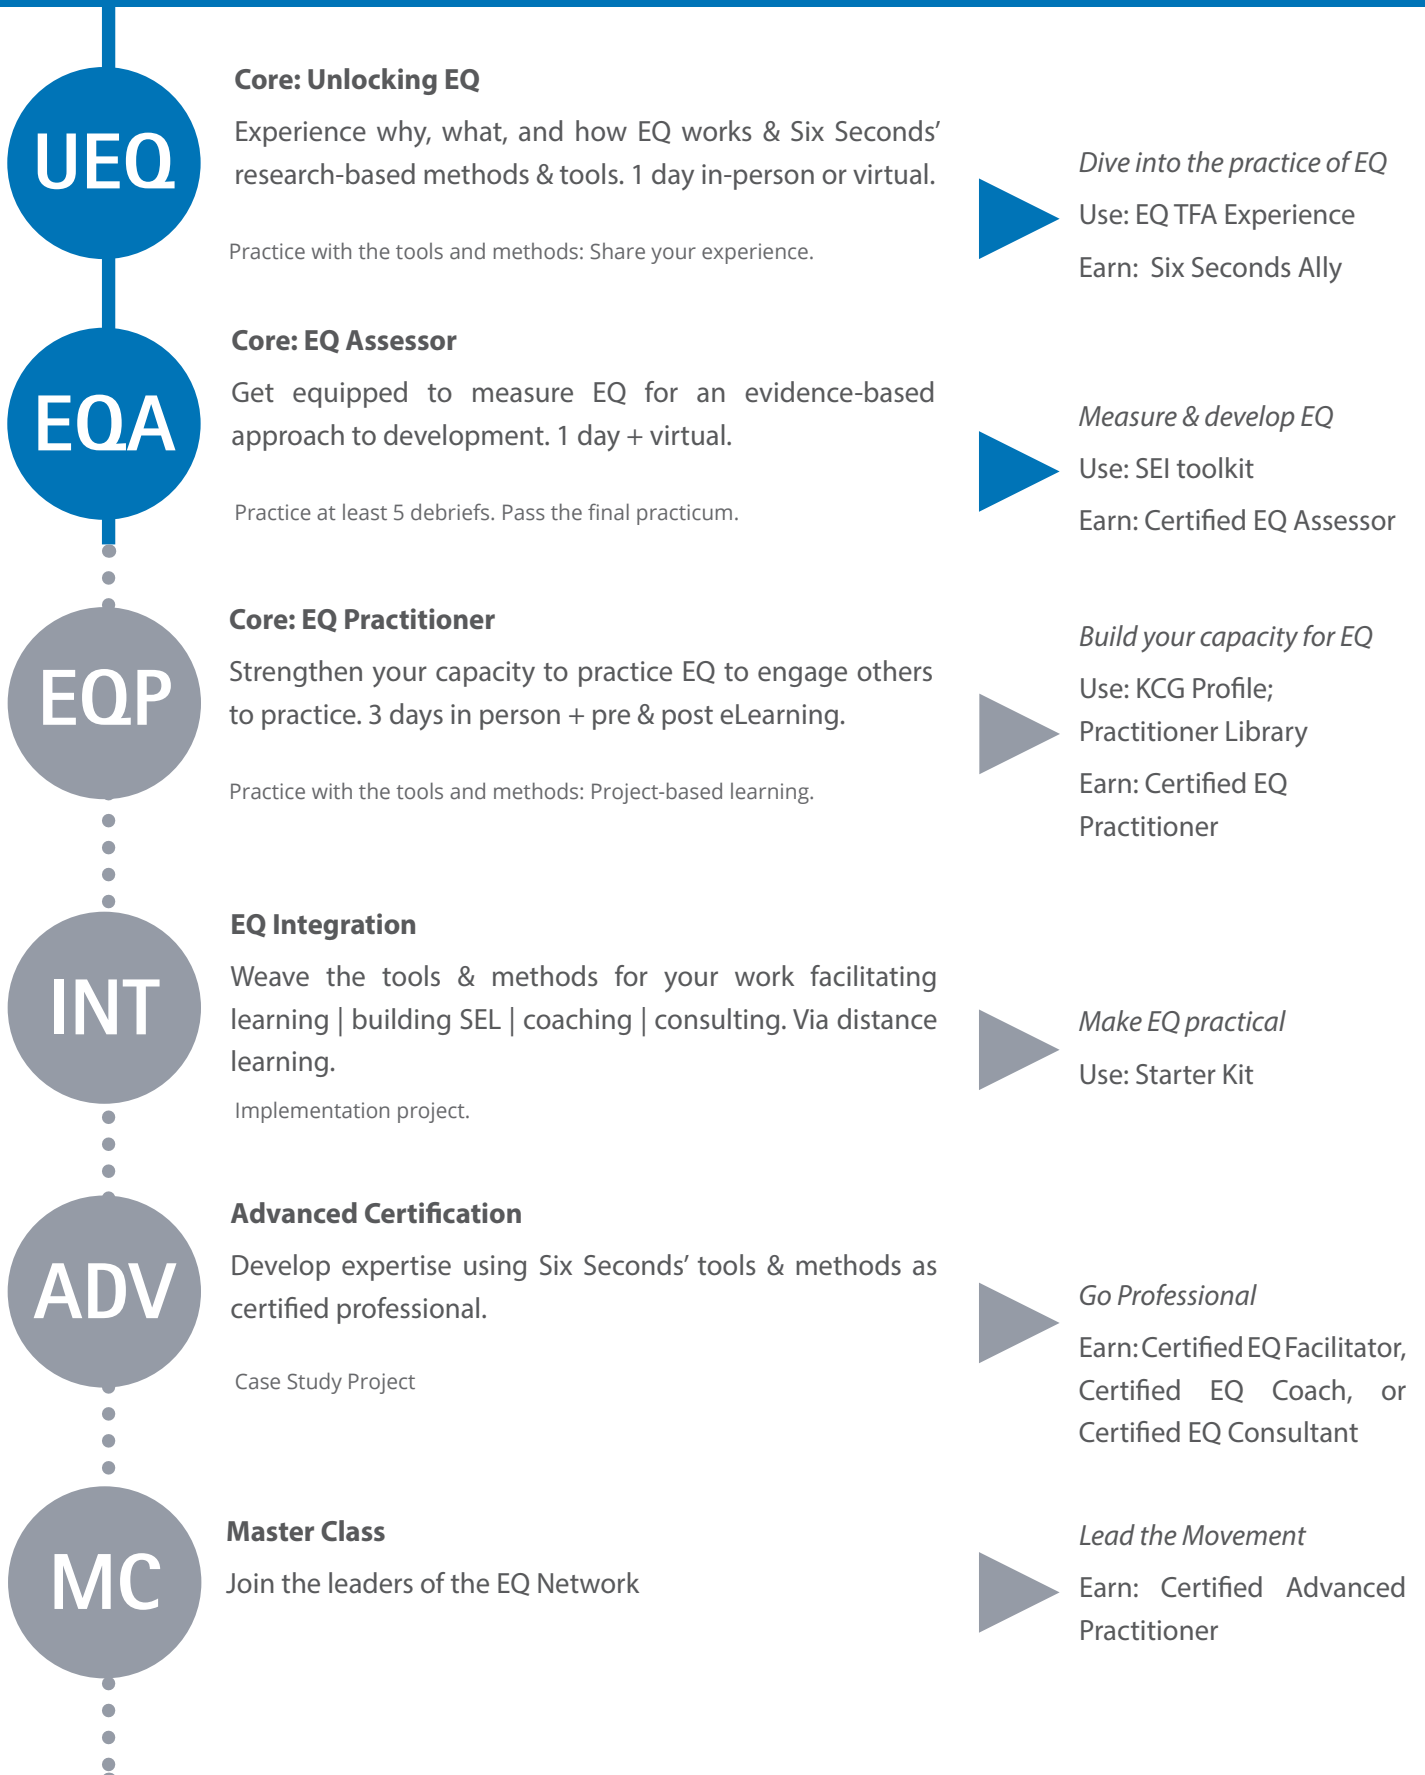 UEQ
Core: Unlocking EQ
Experience why, what, and how EQ works & Six Seconds’
research-based methods & tools. 1 day in-person or virtual.
Practice with the tools and methods: Share your experience.
Dive into the practice of EQ
Use: EQ TFA Experience
Earn: Six Seconds Ally
EQA
Core: EQ Assessor
Get equipped to measure EQ for an evidence-based
approach to development. 1 day + virtual.
Practice at least 5 debriefs. Pass the final practicum.
Measure & develop EQ
Use: SEI toolkit
Earn: Certified EQ Assessor
EQP
Core: EQ Practitioner
Strengthen your capacity to practice EQ to engage others
to practice. 3 days in person + pre & post eLearning.
Practice with the tools and methods: Project-based learning.
Build your capacity for EQ
Use: KCG Profile;
Practitioner Library
Earn: Certified EQ
Practitioner
INT
EQ Integration
Weave the tools & methods for your work facilitating
learning | building SEL | coaching | consulting. Via distance
learning.
Implementation project.
Make EQ practical
Use: Starter Kit
ADV
Advanced Certification
Develop expertise using Six Seconds’ tools & methods as
certified professional.
Case Study Project
Go Professional
Earn: Certified EQ Facilitator,
Certified EQ Coach, or
Certified EQ Consultant
MC
Master Class
Join the leaders of the EQ Network
Lead the Movement
Earn: Certified Advanced
Practitioner